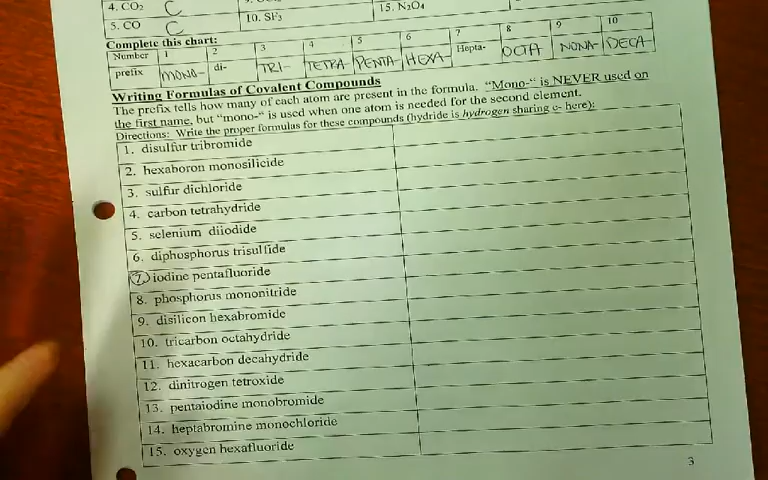 4. CO₂ C
5. CO C
10. SF₃
15. N₂O₄
Complete this chart:
Number 1 2 3 4 5 6 7 8 9 10
prefix MONO- di- TRI- TETRA- PENTA- HEXA- Hepta- OCTA NONA- DECA-
Writing Formulas of Covalent Compounds
The prefix tells how many of each atom are present in the formula. "Mono-" is NEVER used on
the first name, but "mono-" is used when one atom is needed for the second element.
Directions: Write the proper formulas for these compounds (hydride is hydrogen sharing e- here):
1. disulfur tribromide
2. hexaboron monosilicide
3. sulfur dichloride
4. carbon tetrahydride
5. selenium diiodide
6. diphosphorus trisulfide
7. iodine pentafluoride
8. phosphorus mononitride
9. disilicon hexabromide
10. tricarbon octahydride
11. hexacarbon decahydride
12. dinitrogen tetroxide
13. pentaiodine monobromide
14. heptabromine monochloride
15. oxygen hexafluoride
3